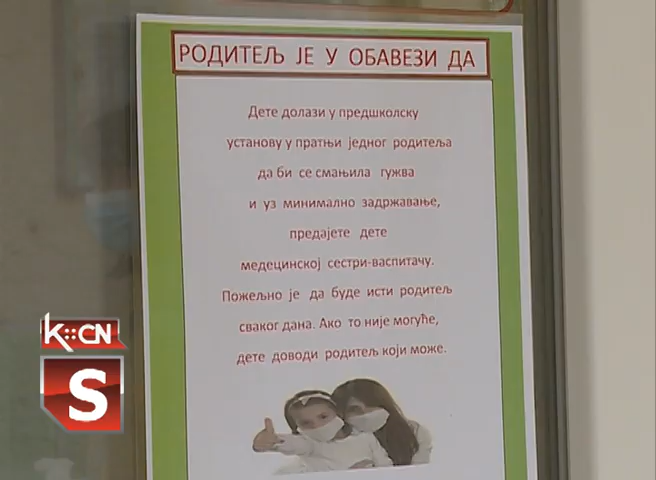 РОДИТЕЉ ЈЕ У ОБАВЕЗИ ДА
Дете долази у предшколску
установу у пратњи једног родитеља
да би се смањила гужва
и уз минимално задржавање,
предајете дете
медецинској сестри-васпитачу.
Пожељно је да буде исти родитељ
сваког дана. Ако то није могуће,
дете доводи родитељ који може.
K::CN
S